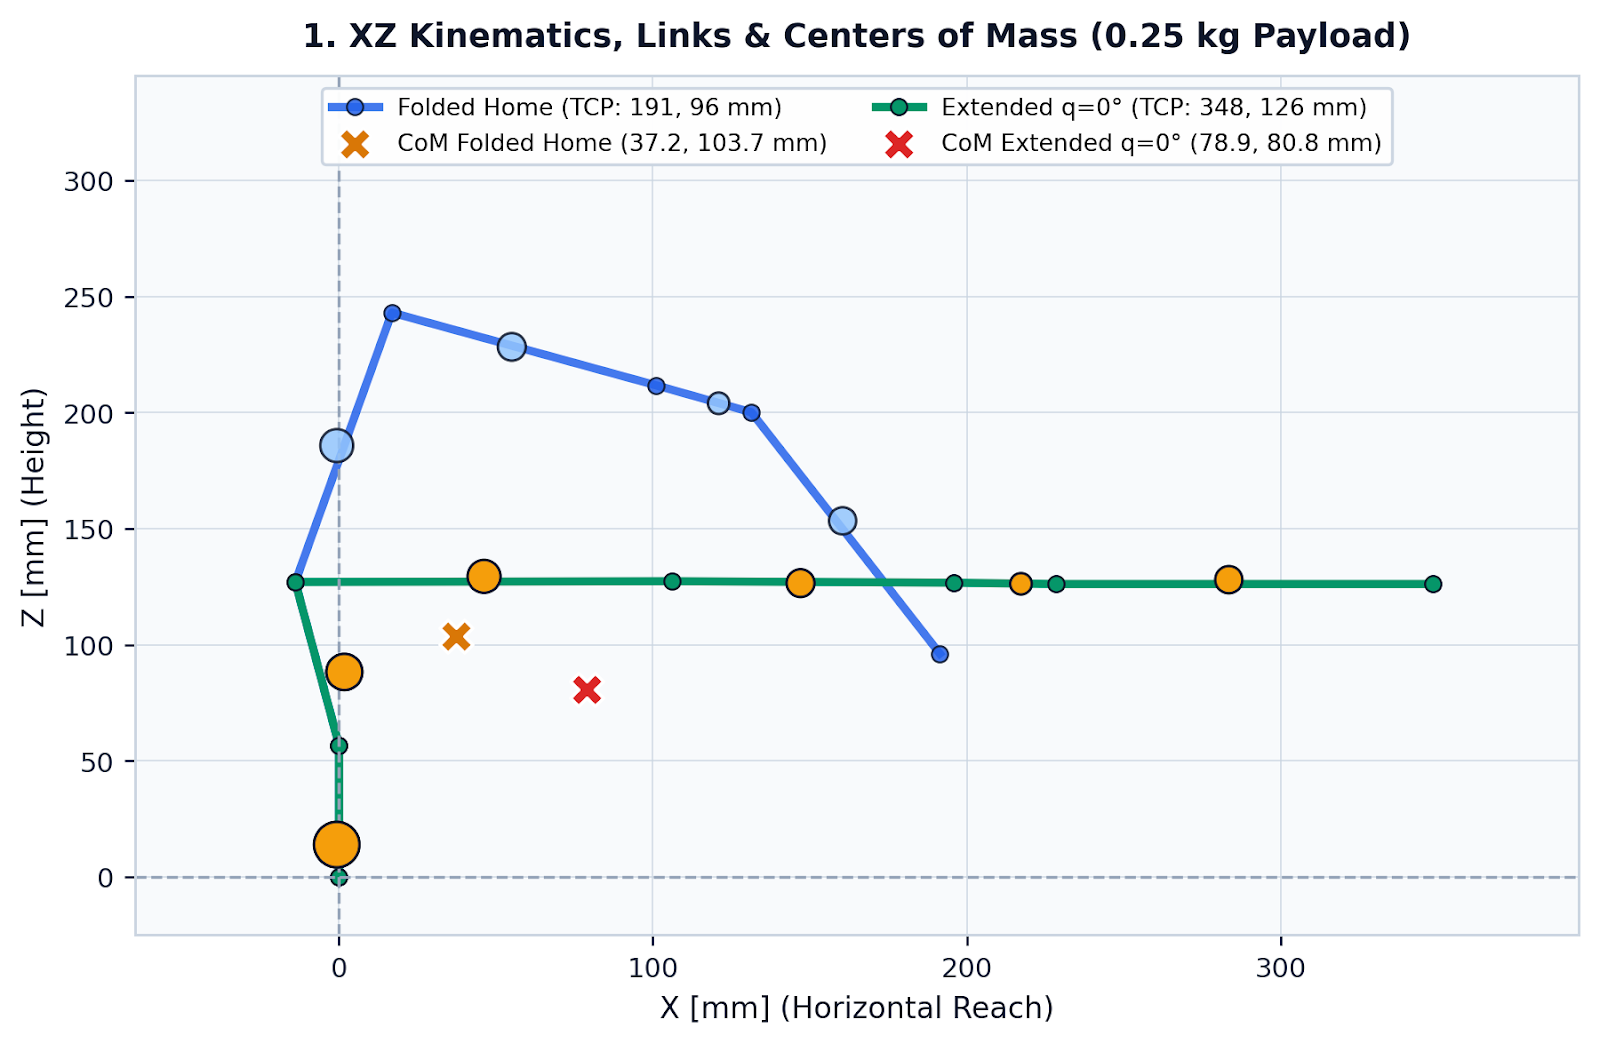 1. XZ Kinematics, Links & Centers of Mass (0.25 kg Payload)
Folded Home (TCP: 191, 96 mm)
CoM Folded Home (37.2, 103.7 mm)
Extended q=0° (TCP: 348, 126 mm)
CoM Extended q=0° (78.9, 80.8 mm)
Z [mm] (Height)
300
250
200
150
100
50
0
0 100 200 300
X [mm] (Horizontal Reach)